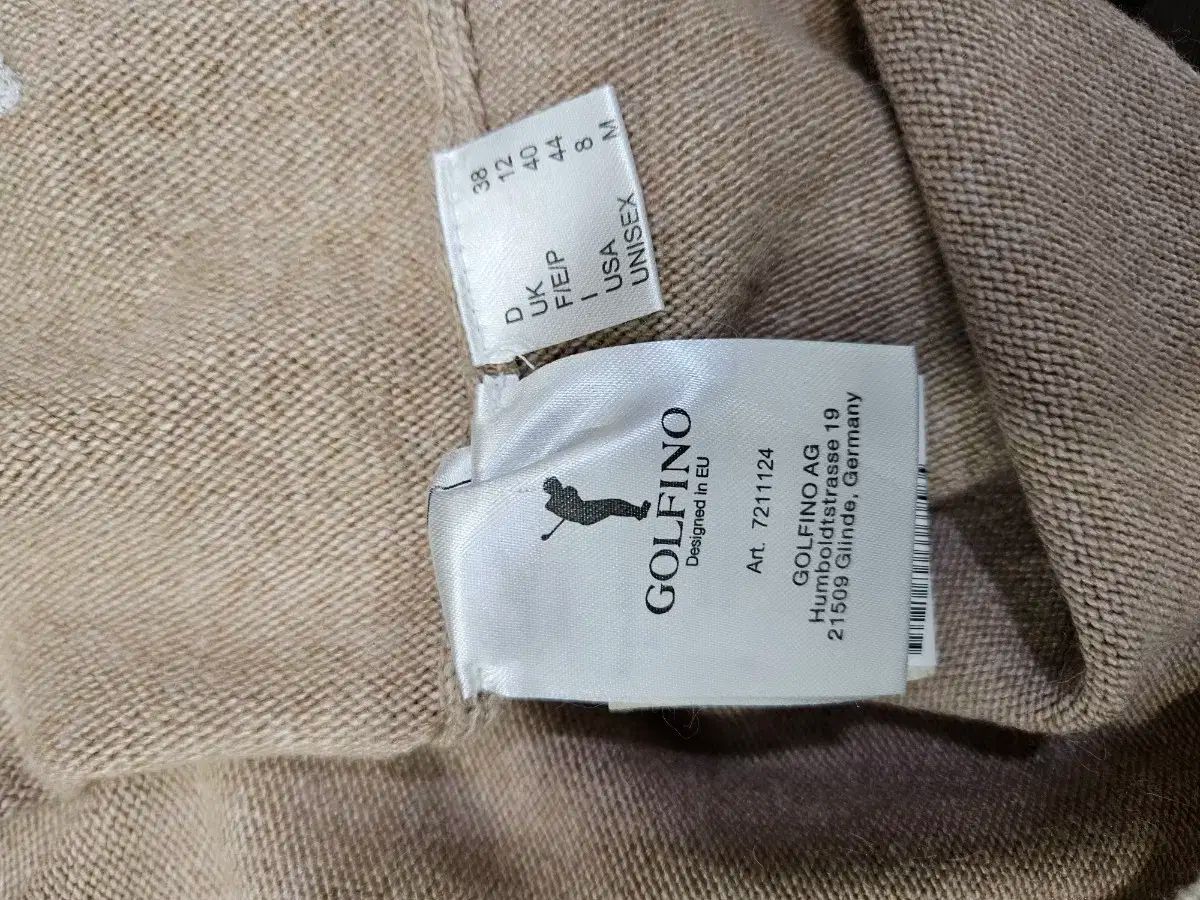 D 38
UK 12
F/E/P 40
I 44
USA 8
UNISEX M
GOLFINO
Designed in EU
Art. 7211124
GOLFINO AG
Humboldtstrasse 19
21509 Glinde, Germany